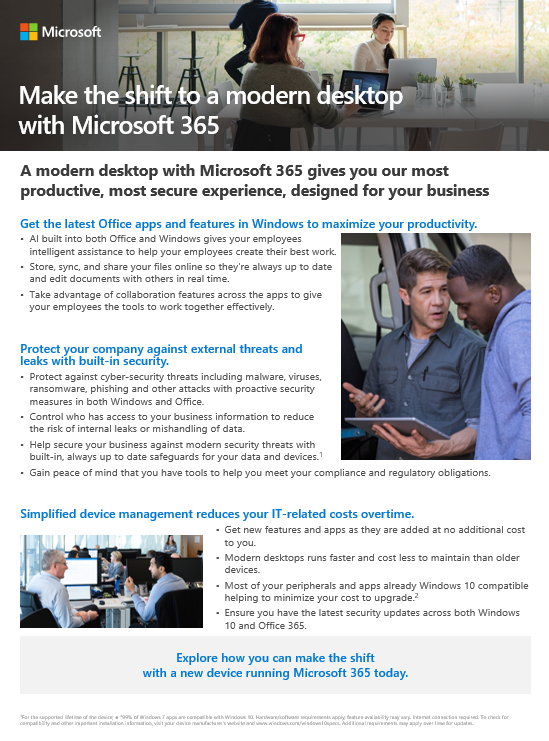 Microsoft
Make the shift to a modern desktop
with Microsoft 365
A modern desktop with Microsoft 365 gives you our most
productive, most secure experience, designed for your business
Get the latest Office apps and features in Windows to maximize your productivity.
• AI built into both Office and Windows gives your employees
intelligent assistance to help your employees create their best work.
• Store, sync, and share your files online so they're always up to date
and edit documents with others in real time.
• Take advantage of collaboration features across the apps to give
your employees the tools to work together effectively.
Protect your company against external threats and
leaks with built-in security.
• Protect against cyber-security threats including malware, viruses,
ransomware, phishing and other attacks with proactive security
measures in both Windows and Office.
• Control who has access to your business information to reduce
the risk of internal leaks or mishandling of data.
• Help secure your business against modern security threats with
built-in, always up to date safeguards for your data and devices.¹
• Gain peace of mind that you have tools to help you meet your compliance and regulatory obligations.
Simplified device management reduces your IT-related costs overtime.
• Get new features and apps as they are added at no additional cost
to you.
• Modern desktops runs faster and cost less to maintain than older
devices.
• Most of your peripherals and apps already Windows 10 compatible
helping to minimize your cost to upgrade.²
• Ensure you have the latest security updates across both Windows
10 and Office 365.
Explore how you can make the shift
with a new device running Microsoft 365 today.
¹For the supported lifetime of the device; ²99% of Windows 7 apps are compatible with Windows 10. Hardware/software requirements apply; feature availability may vary. Internet connection required. To check for
compatibility and other important installation information, visit your device manufacturer's website and www.windows.com/windows10specs. Additional requirements may apply over time for updates.